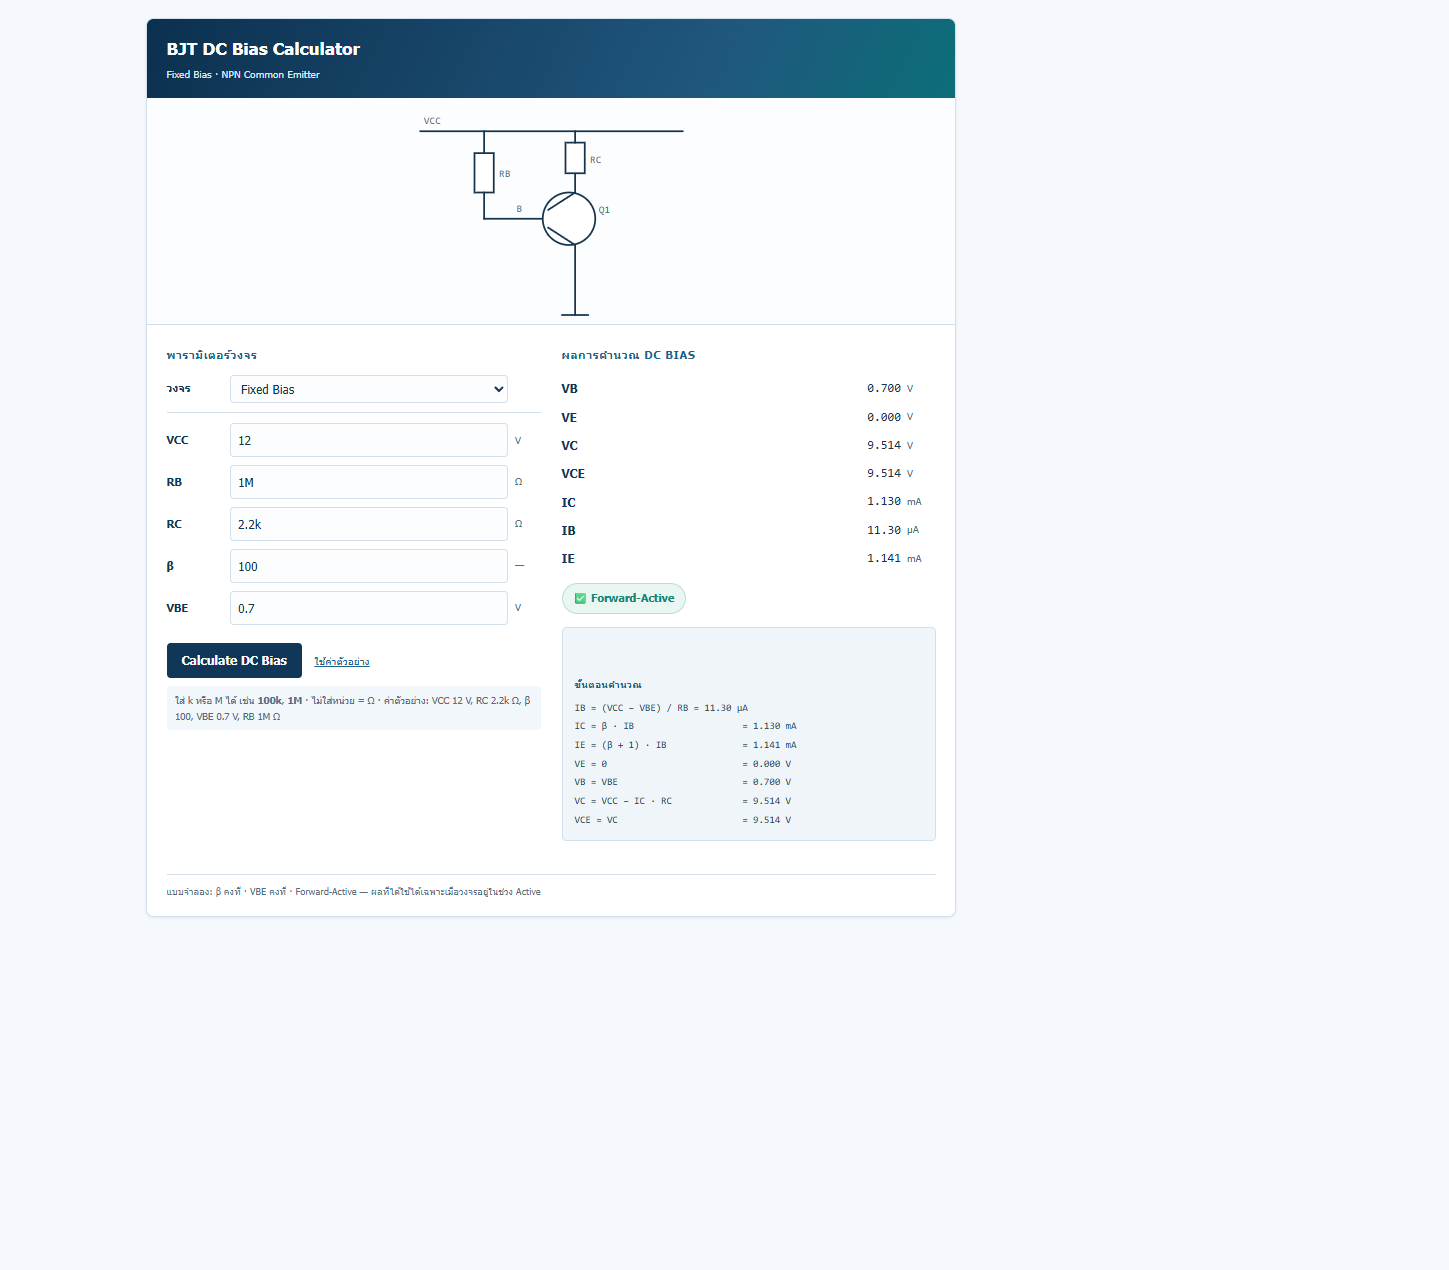 BJT DC Bias Calculator
Fixed Bias · NPN Common Emitter
VCC
RC
RB
B
Q1
พารามิเตอร์วงจร
วงจร
Fixed Bias
VCC
12
V
RB
1M
Ω
RC
2.2k
Ω
β
100
—
VBE
0.7
V
Calculate DC Bias
ใช้ค่าตัวอย่าง
ใส่ k หรือ M ได้ เช่น 100k, 1M · ไม่ใส่หน่วย = Ω · ค่าตัวอย่าง: VCC 12 V, RC 2.2k Ω, β
100, VBE 0.7 V, RB 1M Ω
ผลการคำนวณ DC BIAS
VB 0.700 V
VE 0.000 V
VC 9.514 V
VCE 9.514 V
IC 1.130 mA
IB 11.30 μA
IE 1.141 mA
✅ Forward-Active
ขั้นตอนคำนวณ
IB = (VCC − VBE) / RB = 11.30 μA
IC = β · IB = 1.130 mA
IE = (β + 1) · IB = 1.141 mA
VE = 0 = 0.000 V
VB = VBE = 0.700 V
VC = VCC − IC · RC = 9.514 V
VCE = VC = 9.514 V
แบบจำลอง: β คงที่ · VBE คงที่ · Forward-Active — ผลที่ได้ใช้ได้เฉพาะเมื่อวงจรอยู่ในช่วง Active